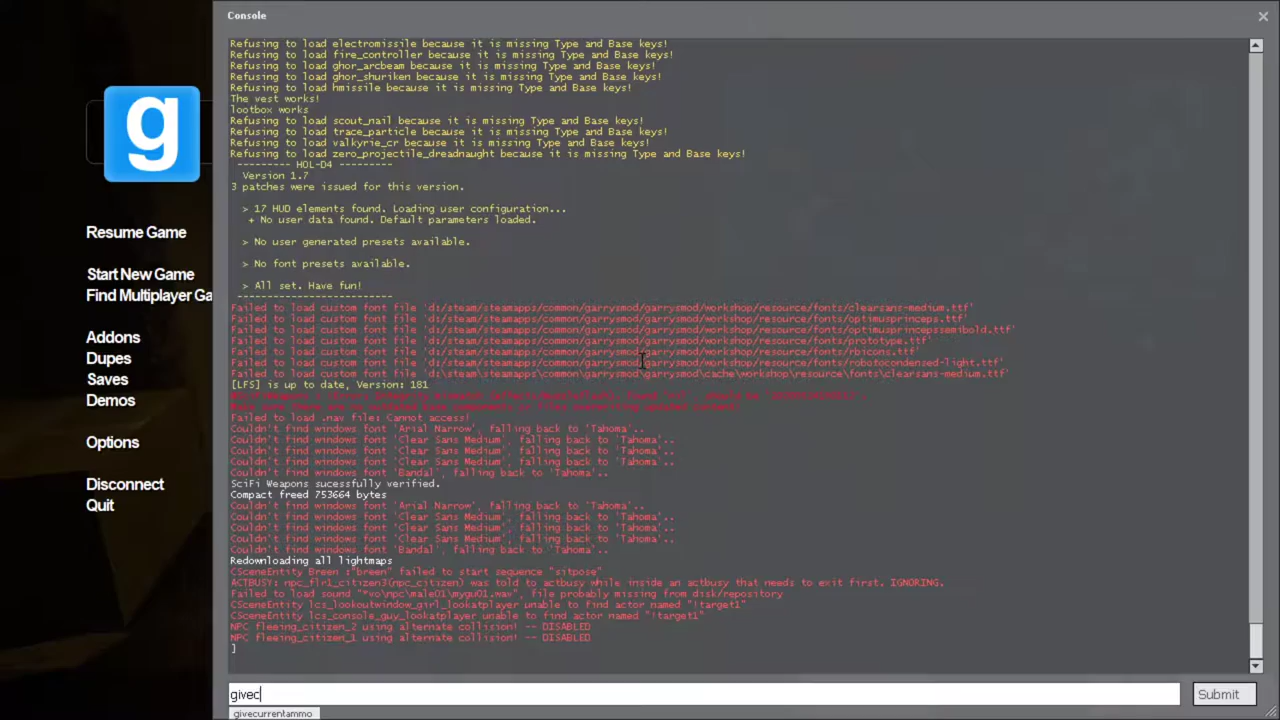 Console
g
Resume Game
Start New Game
Find Multiplayer Ga
Addons
Dupes
Saves
Demos
Options
Disconnect
Quit
Refusing to load electromissile because it is missing Type and Base keys!
Refusing to load fire_controller because it is missing Type and Base keys!
Refusing to load ghor_arcbeam because it is missing Type and Base keys!
Refusing to load ghor_shuriken because it is missing Type and Base keys!
Refusing to load hmissile because it is missing Type and Base keys!
The vest works!
lootbox works
Refusing to load scout_nail because it is missing Type and Base keys!
Refusing to load trace_particle because it is missing Type and Base keys!
Refusing to load valkyrie_cr because it is missing Type and Base keys!
Refusing to load zero_projectile_dreadnaught because it is missing Type and Base keys!
--------- HOL-D4 ---------
Version 1.7
3 patches were issued for this version.
> 17 HUD elements found. Loading user configuration...
+ No user data found. Default parameters loaded.
> No user generated presets available.
> No font presets available.
> All set. Have fun!
--------------------------
Failed to load custom font file 'd:/steam/steamapps/common/garrysmod/garrysmod/workshop/resource/fonts/clearsans-medium.ttf'
Failed to load custom font file 'd:/steam/steamapps/common/garrysmod/garrysmod/workshop/resource/fonts/optimusprinceps.ttf'
Failed to load custom font file 'd:/steam/steamapps/common/garrysmod/garrysmod/workshop/resource/fonts/optimusprincepssemibold.ttf'
Failed to load custom font file 'd:/steam/steamapps/common/garrysmod/garrysmod/workshop/resource/fonts/prototype.ttf'
Failed to load custom font file 'd:/steam/steamapps/common/garrysmod/garrysmod/workshop/resource/fonts/rbicons.ttf'
Failed to load custom font file 'd:/steam/steamapps/common/garrysmod/garrysmod/workshop/resource/fonts/robotocondensed-light.ttf'
Failed to load custom font file 'd:\steam\steamapps\common\garrysmod\garrysmod\cache\workshop\resource\fonts\clearsans-medium.ttf'
[LFS] is up to date, Version: 181
Failed to load .nav file: Cannot access!
Couldn't find windows font 'Arial Narrow', falling back to 'Tahoma'..
Couldn't find windows font 'Clear Sans Medium', falling back to 'Tahoma'..
Couldn't find windows font 'Clear Sans Medium', falling back to 'Tahoma'..
Couldn't find windows font 'Clear Sans Medium', falling back to 'Tahoma'..
Couldn't find windows font 'Bandal', falling back to 'Tahoma'..
SciFi Weapons sucessfully verified.
Compact freed 753664 bytes
Couldn't find windows font 'Arial Narrow', falling back to 'Tahoma'..
Couldn't find windows font 'Clear Sans Medium', falling back to 'Tahoma'..
Couldn't find windows font 'Clear Sans Medium', falling back to 'Tahoma'..
Couldn't find windows font 'Clear Sans Medium', falling back to 'Tahoma'..
Couldn't find windows font 'Bandal', falling back to 'Tahoma'..
Redownloading all lightmaps
CSceneEntity Breen :"breen" failed to start sequence "sitpose"
ACTBUSY: npc_flr1_citizen3(npc_citizen) was told to actbusy while inside an actbusy that needs to exit first. IGNORING.
Failed to load sound "*vo\npc\male01\mygut01.wav", file probably missing from disk/repository
CSceneEntity lcs_lookoutwindow_girl_lookatplayer unable to find actor named "!target1"
CSceneEntity lcs_console_guy_lookatplayer unable to find actor named "!target1"
NPC fleeing_citizen_2 using alternate collision! -- DISABLED
NPC fleeing_citizen_1 using alternate collision! -- DISABLED
]
givec
Submit
givecurrentammo